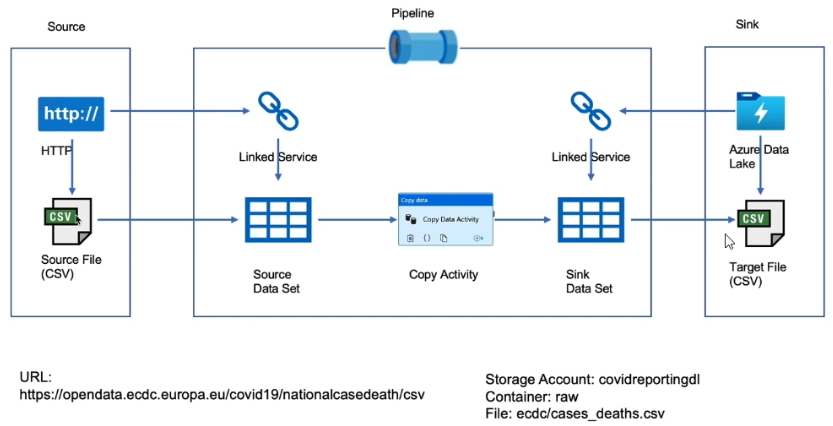 Source
Pipeline
Sink
http://
HTTP
Linked Service
Linked Service
Azure Data
Lake
CSV
Copy data
Copy Data Activity
{}
CSV
Source File
(CSV)
Source
Data Set
Copy Activity
Sink
Data Set
Target File
(CSV)
URL:
https://opendata.ecdc.europa.eu/covid19/nationalcasedeath/csv
Storage Account: covidreportingdl
Container: raw
File: ecdc/cases_deaths.csv